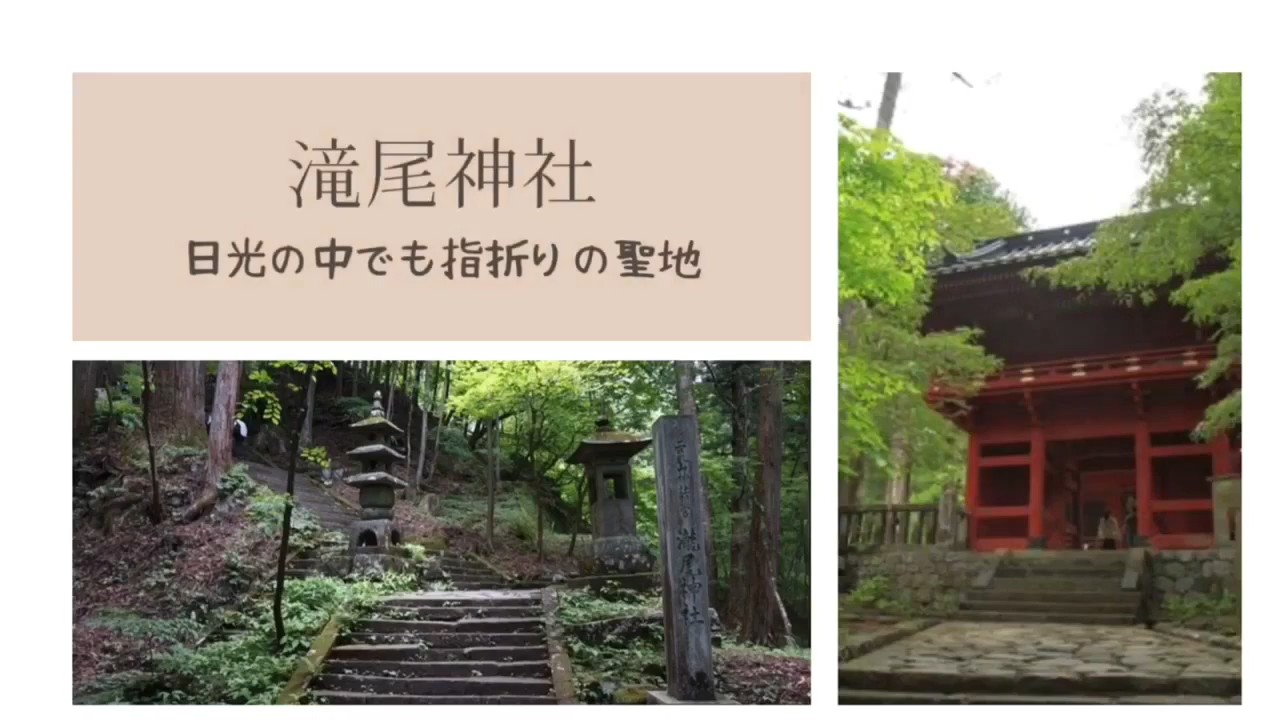 滝尾神社
日光の中でも指折りの聖地
瀧尾神社